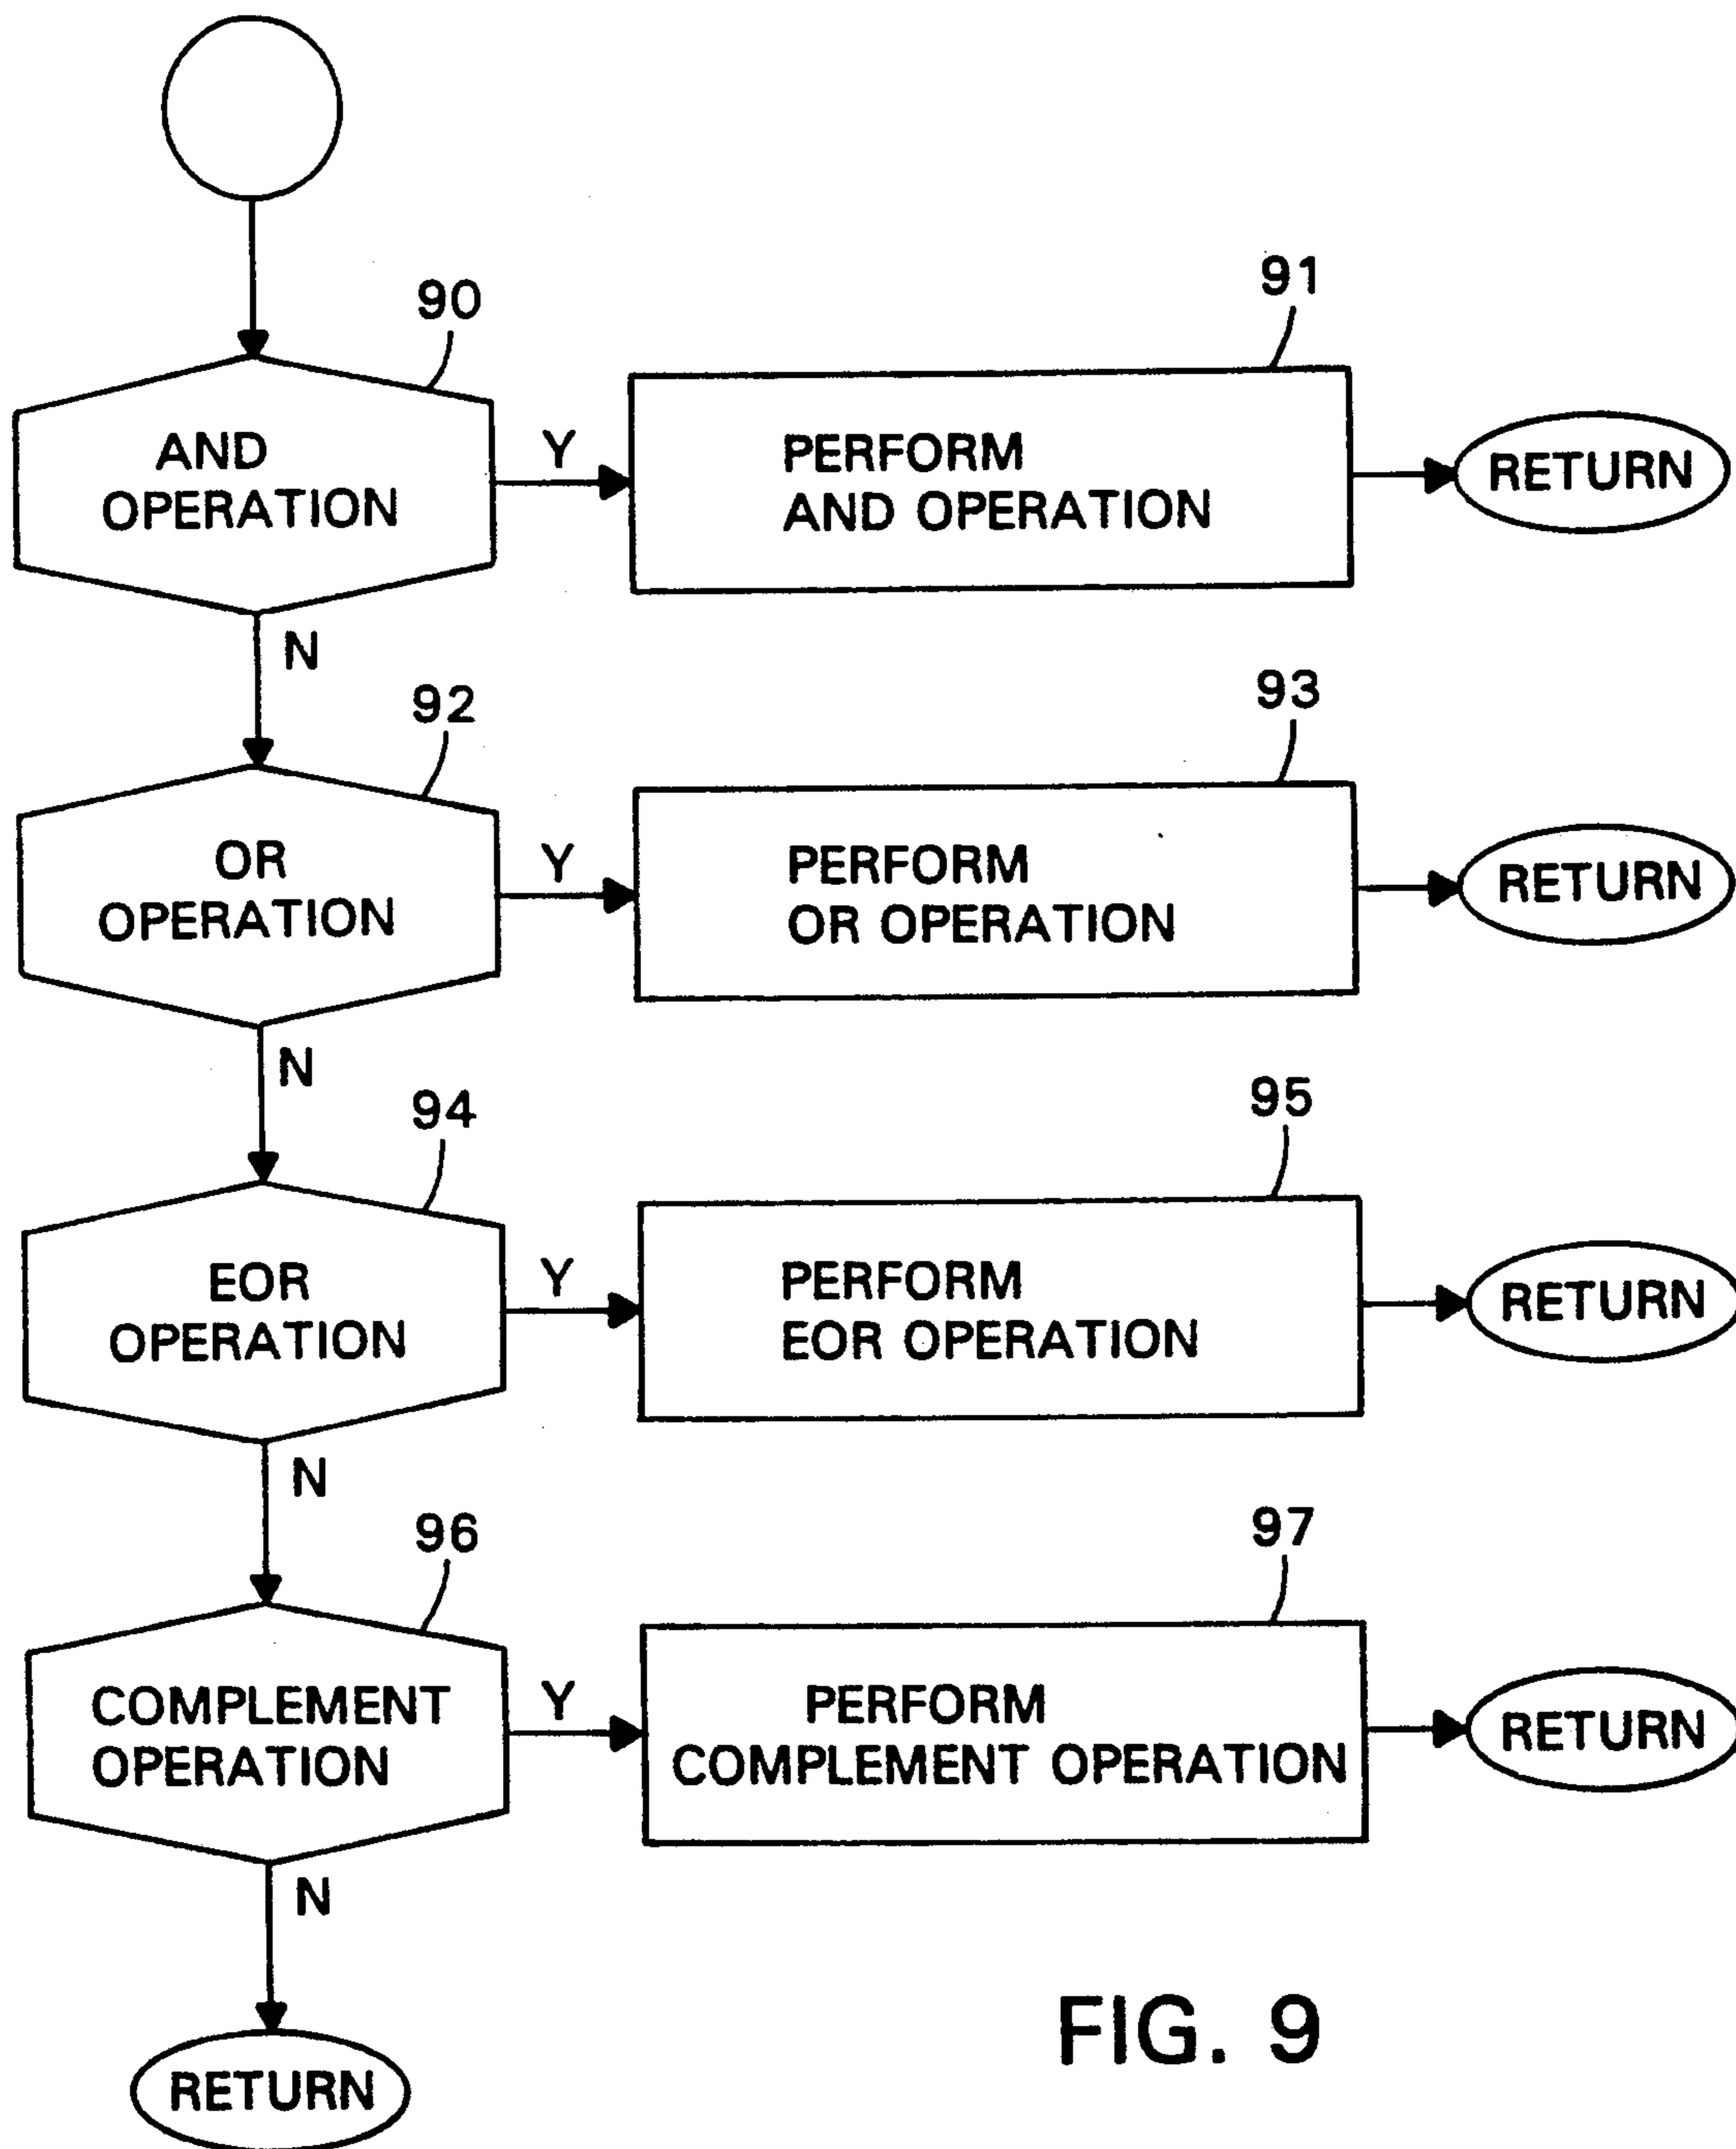 90
91
AND
OPERATION
Y
PERFORM
AND OPERATION
RETURN
N
92
93
OR
OPERATION
Y
PERFORM
OR OPERATION
RETURN
N
94
95
EOR
OPERATION
Y
PERFORM
EOR OPERATION
RETURN
N
96
97
COMPLEMENT
OPERATION
Y
PERFORM
COMPLEMENT OPERATION
RETURN
N
RETURN
FIG. 9